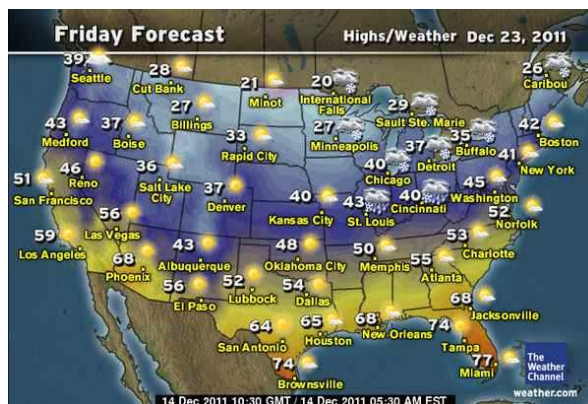 Friday Forecast
Highs/Weather Dec 23, 2011
39
Seattle
28
Cut Bank
21
Minot
20
International
Falls
26
Caribou
27
Billings
29
Sault Ste. Marie
43
Medford
37
Boise
33
Rapid City
27
Minneapolis
37
Detroit
35
Buffalo
42
Boston
46
Reno
36
Salt Lake
City
40
Chicago
41
New York
51
San Francisco
37
Denver
40
Kansas City
43
St. Louis
40
Cincinnati
45
Washington
56
Las Vegas
52
Norfolk
59
Los Angeles
68
Phoenix
43
Albuquerque
48
Oklahoma City
50
Memphis
55
Atlanta
53
Charlotte
56
El Paso
52
Lubbock
54
Dallas
68
Jacksonville
64
San Antonio
65
Houston
68
New Orleans
74
Tampa
74
Brownsville
77
Miami
The
Weather
Channel
weather.com
14 Dec 2011 10:30 GMT / 14 Dec 2011 05:30 AM EST